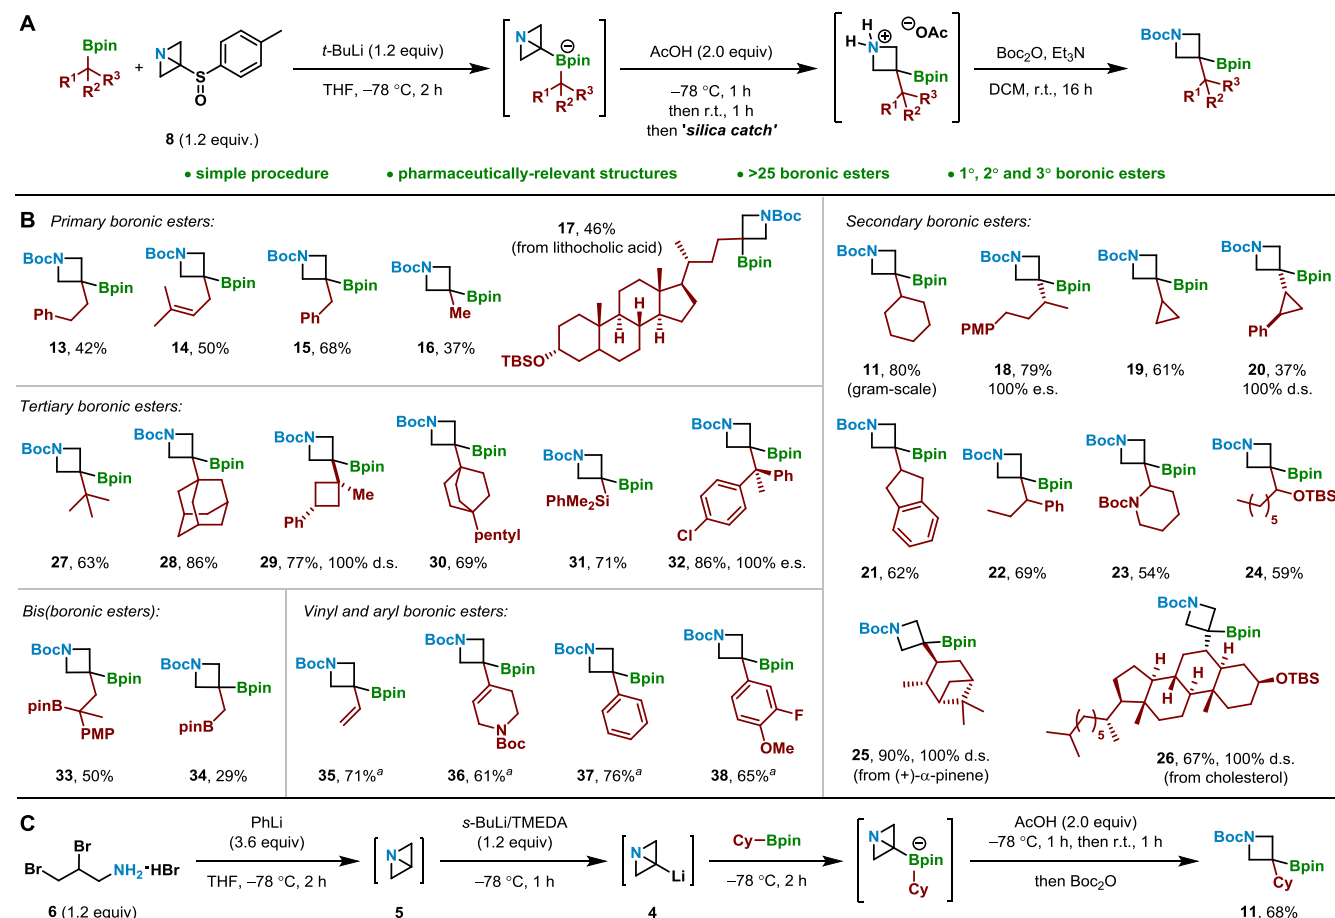 A
Bpin
R1
R2
R3
+
N
S
O
8 (1.2 equiv.)
t-BuLi (1.2 equiv)
THF, –78 °C, 2 h
N
⊖
Bpin
R1
R2
R3
AcOH (2.0 equiv)
–78 °C, 1 h
then r.t., 1 h
then 'silica catch'
H
H
N
⊕
⊖OAc
Bpin
R1
R2
R3
Boc2O, Et3N
DCM, r.t., 16 h
BocN
Bpin
R1
R2
R3
• simple procedure
• pharmaceutically-relevant structures
• >25 boronic esters
• 1°, 2° and 3° boronic esters
B
Primary boronic esters:
BocN
Bpin
Ph
13, 42%
BocN
Bpin
14, 50%
BocN
Bpin
Ph
15, 68%
BocN
Bpin
Me
16, 37%
17, 46%
(from lithocholic acid)
NBoc
Bpin
H
H
H
TBSO
Secondary boronic esters:
BocN
Bpin
11, 80%
(gram-scale)
BocN
Bpin
PMP
18, 79%
100% e.s.
BocN
Bpin
19, 61%
BocN
Bpin
Ph
20, 37%
100% d.s.
Tertiary boronic esters:
BocN
Bpin
27, 63%
BocN
Bpin
28, 86%
BocN
Bpin
Me
Ph
29, 77%, 100% d.s.
BocN
Bpin
pentyl
30, 69%
BocN
Bpin
PhMe2Si
31, 71%
BocN
Bpin
Ph
Cl
32, 86%, 100% e.s.
BocN
Bpin
21, 62%
BocN
Bpin
Ph
22, 69%
BocN
Bpin
BocN
23, 54%
BocN
Bpin
OTBS
5
24, 59%
Bis(boronic esters):
BocN
Bpin
pinB
PMP
33, 50%
BocN
Bpin
pinB
34, 29%
Vinyl and aryl boronic esters:
BocN
Bpin
35, 71%a
BocN
Bpin
N
Boc
36, 61%a
BocN
Bpin
37, 76%a
BocN
Bpin
F
OMe
38, 65%a
BocN
Bpin
25, 90%, 100% d.s.
(from (+)-α-pinene)
BocN
Bpin
H
H
H
H
OTBS
5
26, 67%, 100% d.s.
(from cholesterol)
C
Br
Br
NH2
HBr
6 (1.2 equiv)
PhLi
(3.6 equiv)
THF, –78 °C, 2 h
N
5
s-BuLi/TMEDA
(1.2 equiv)
–78 °C, 1 h
N
Li
4
Cy–Bpin
–78 °C, 2 h
N
⊖
Bpin
Cy
AcOH (2.0 equiv)
–78 °C, 1 h, then r.t., 1 h
then Boc2O
BocN
Bpin
Cy
11, 68%